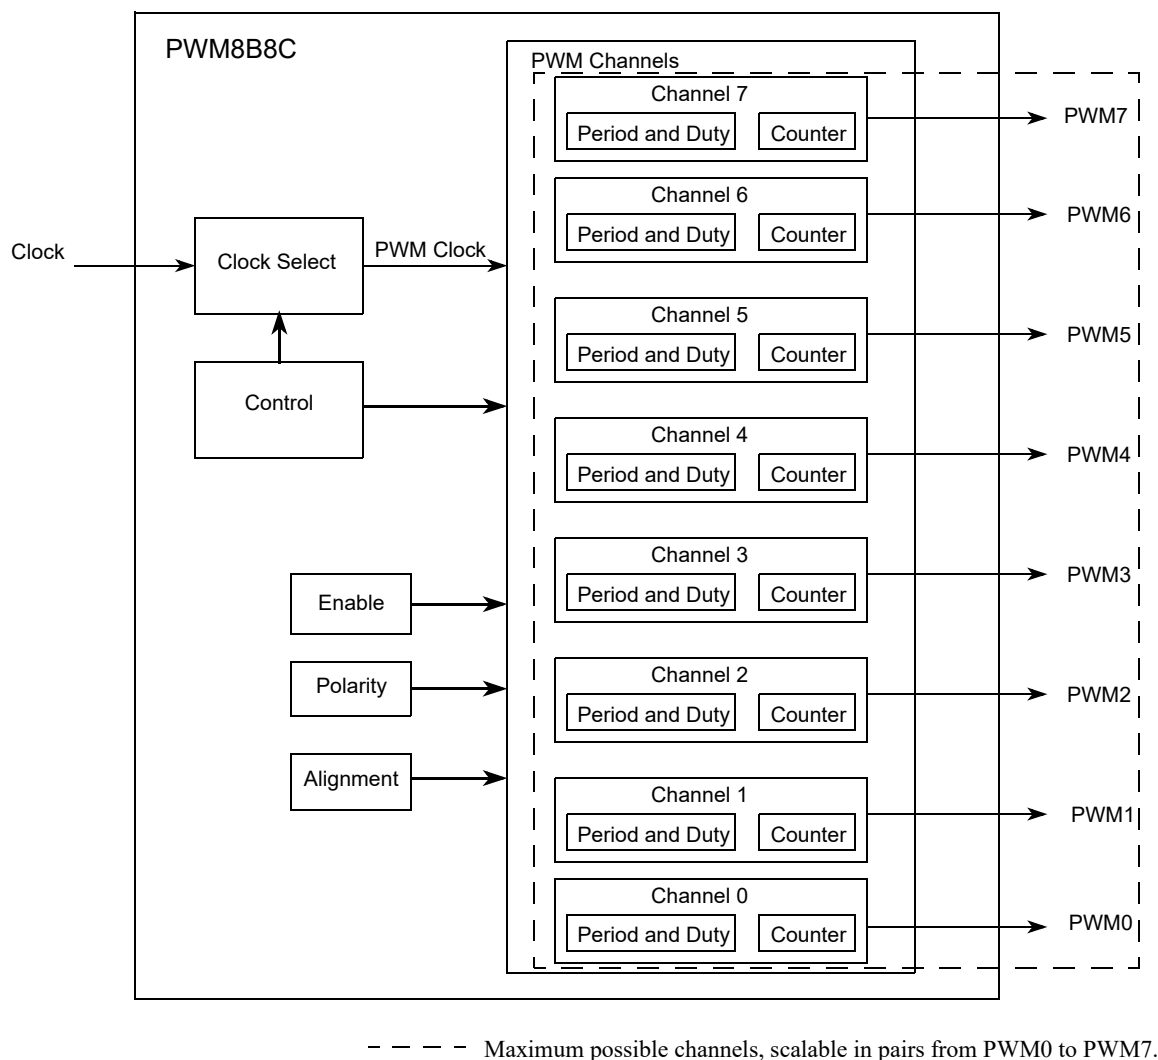 PWM8B8C
PWM Channels
Channel 7
Period and Duty
Counter
PWM7
Channel 6
Period and Duty
Counter
PWM6
Clock
Clock Select
PWM Clock
Channel 5
Period and Duty
Counter
PWM5
Control
Channel 4
Period and Duty
Counter
PWM4
Channel 3
Period and Duty
Counter
PWM3
Enable
Polarity
Channel 2
Period and Duty
Counter
PWM2
Alignment
Channel 1
Period and Duty
Counter
PWM1
Channel 0
Period and Duty
Counter
PWM0
Maximum possible channels, scalable in pairs from PWM0 to PWM7.